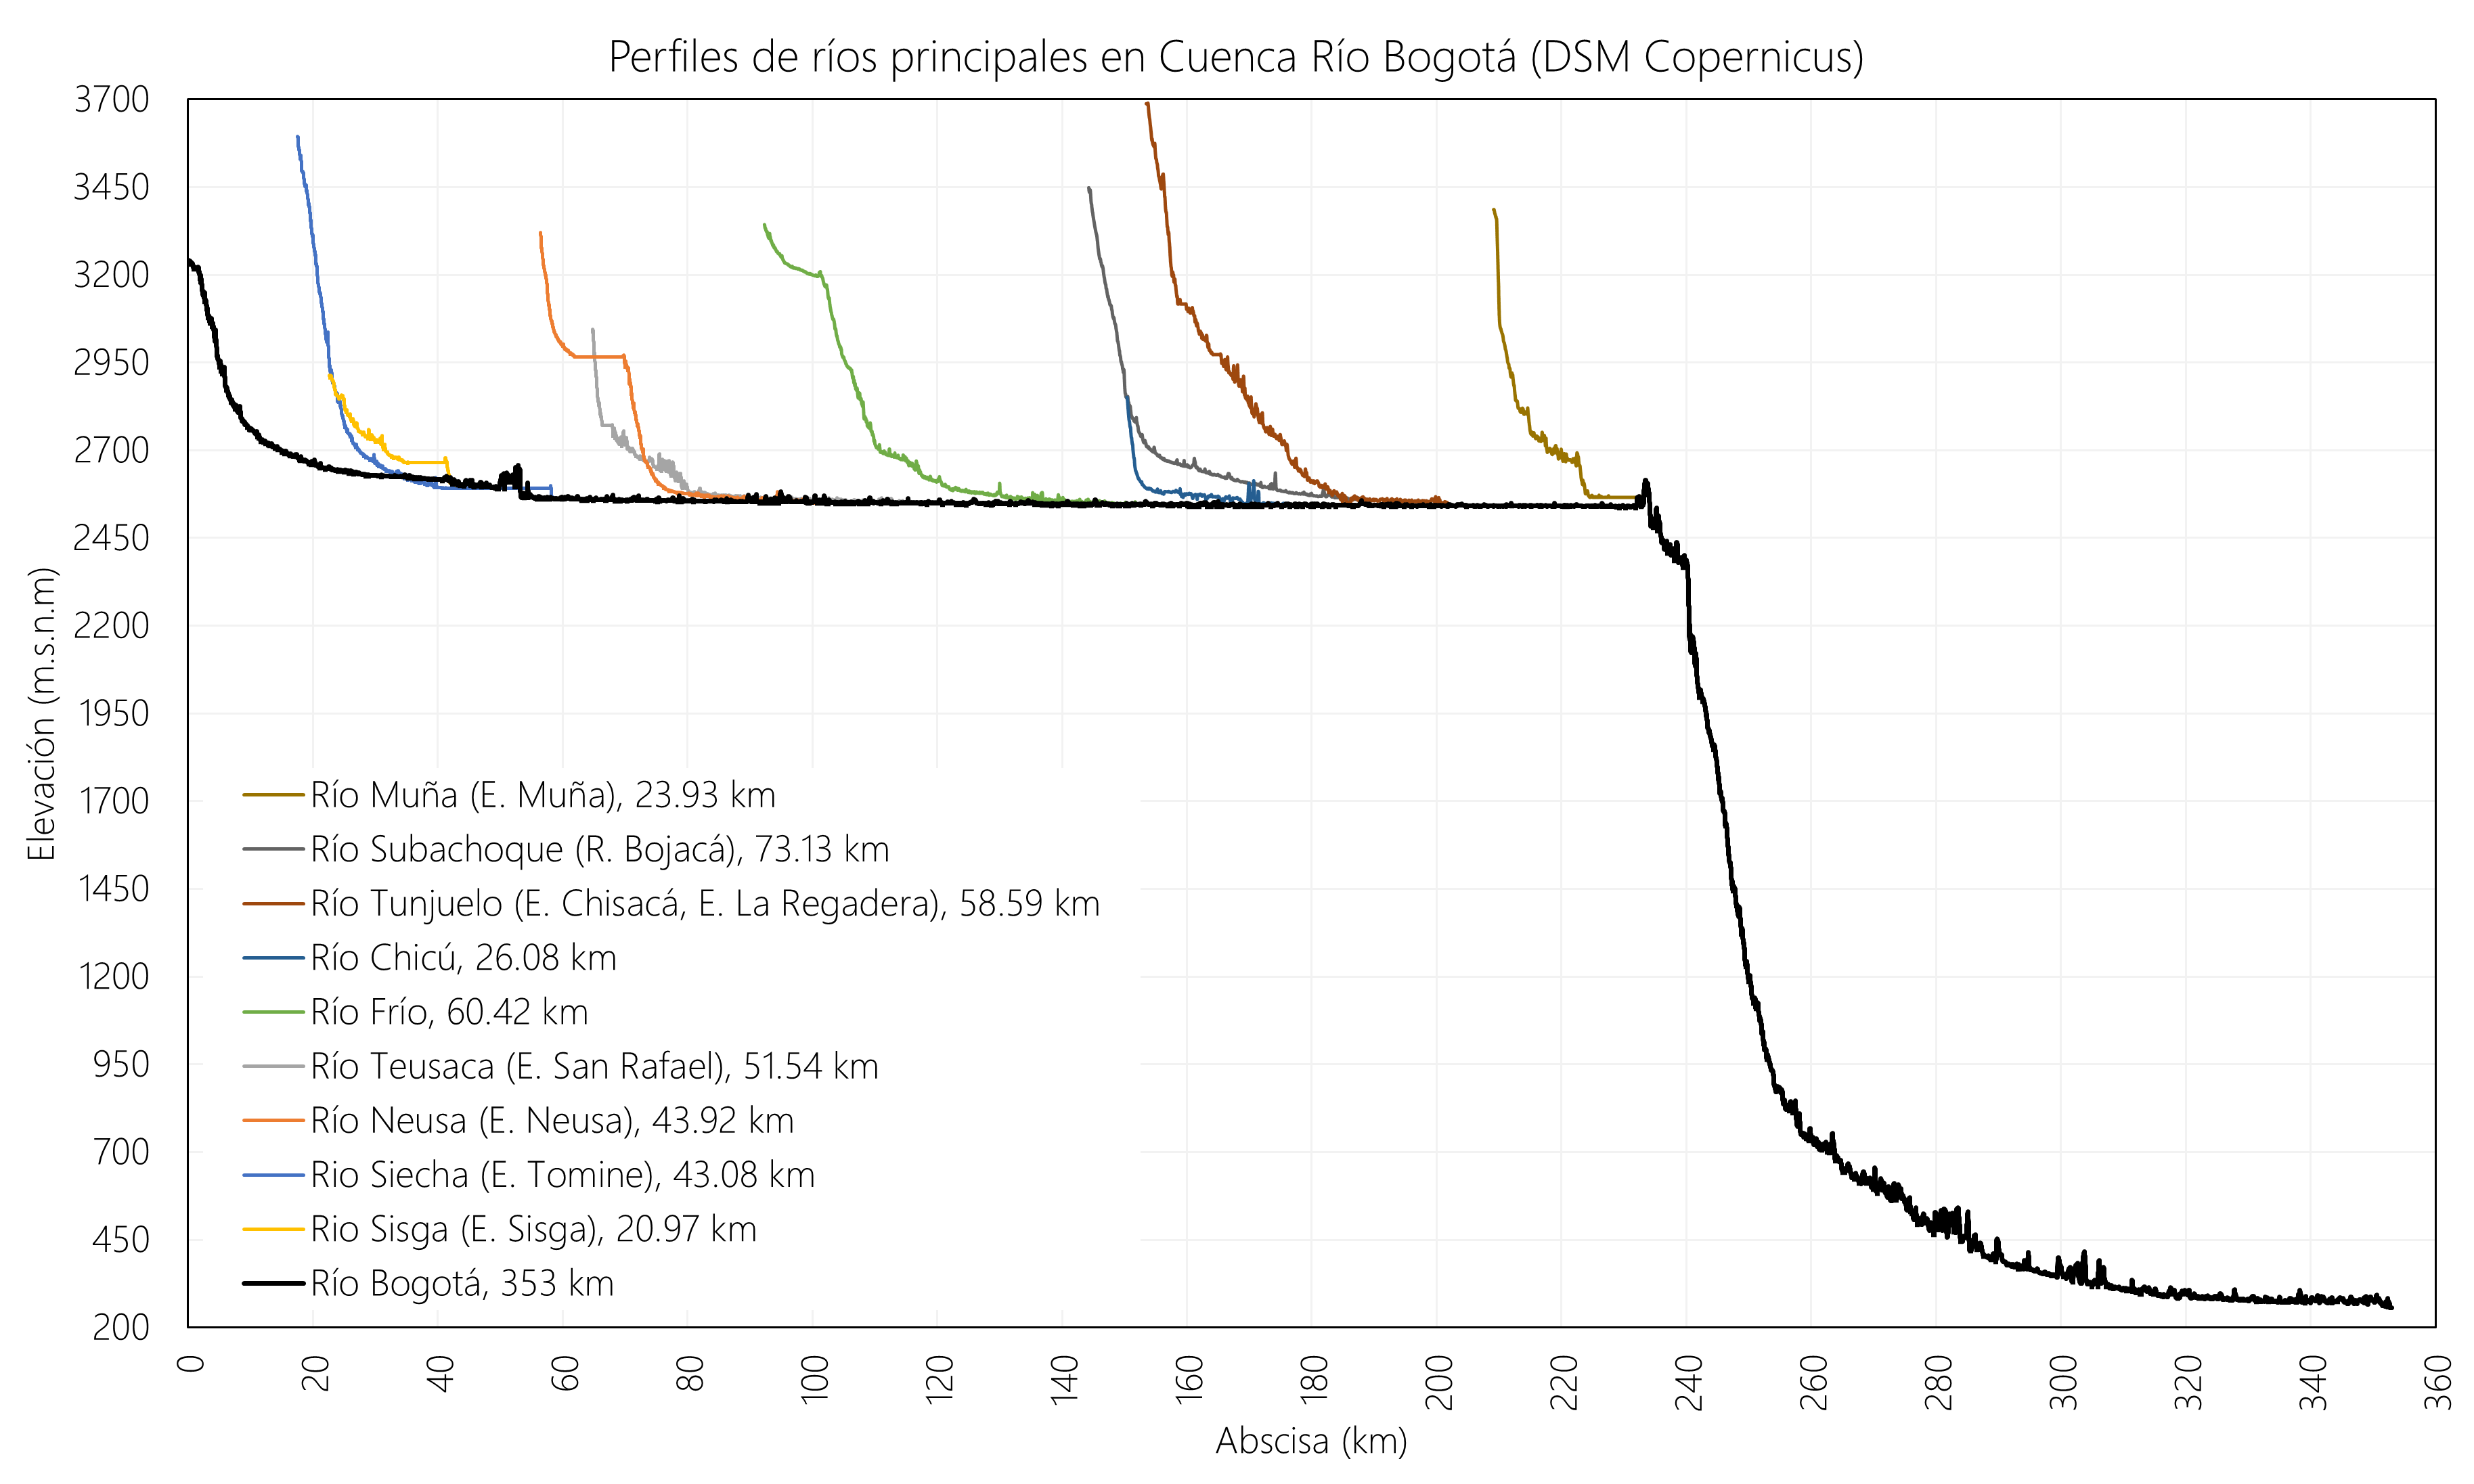 Perfiles de ríos principales en Cuenca Río Bogotá (DSM Copernicus)
3700
3450
3200
2950
2700
2450
2200
1950
1700
1450
1200
950
700
450
200
Elevación (m.s.n.m)
Río Muña (E. Muña), 23.93 km
Río Subachoque (R. Bojacá), 73.13 km
Río Tunjuelo (E. Chisacá, E. La Regadera), 58.59 km
Río Chicú, 26.08 km
Río Frío, 60.42 km
Río Teusaca (E. San Rafael), 51.54 km
Río Neusa (E. Neusa), 43.92 km
Rio Siecha (E. Tomine), 43.08 km
Rio Sisga (E. Sisga), 20.97 km
Río Bogotá, 353 km
0 20 40 60 80 100 120 140 160 180 200 220 240 260 280 300 320 340 360
Abscisa (km)